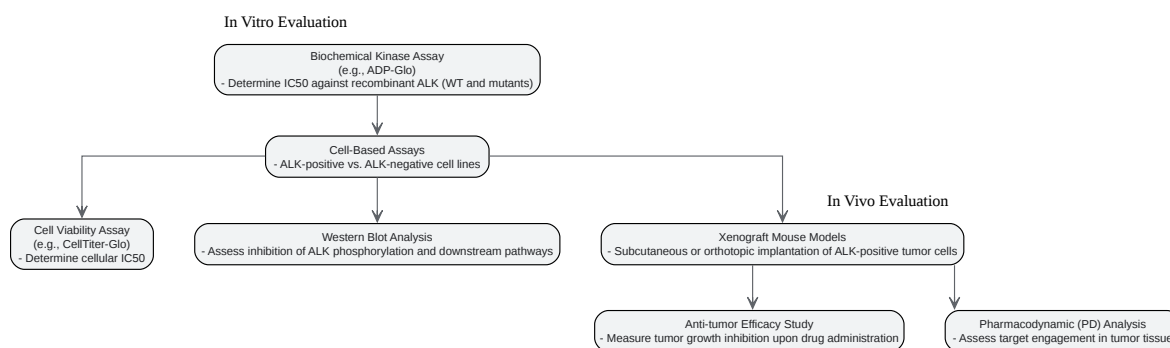 In Vitro Evaluation
Biochemical Kinase Assay
(e.g., ADP-Glo)
- Determine IC50 against recombinant ALK (WT and mutants)
Cell-Based Assays
- ALK-positive vs. ALK-negative cell lines
In Vivo Evaluation
Cell Viability Assay
(e.g., CellTiter-Glo)
- Determine cellular IC50
Western Blot Analysis
- Assess inhibition of ALK phosphorylation and downstream pathways
Xenograft Mouse Models
- Subcutaneous or orthotopic implantation of ALK-positive tumor cells
Anti-tumor Efficacy Study
- Measure tumor growth inhibition upon drug administration
Pharmacodynamic (PD) Analysis
- Assess target engagement in tumor tissue